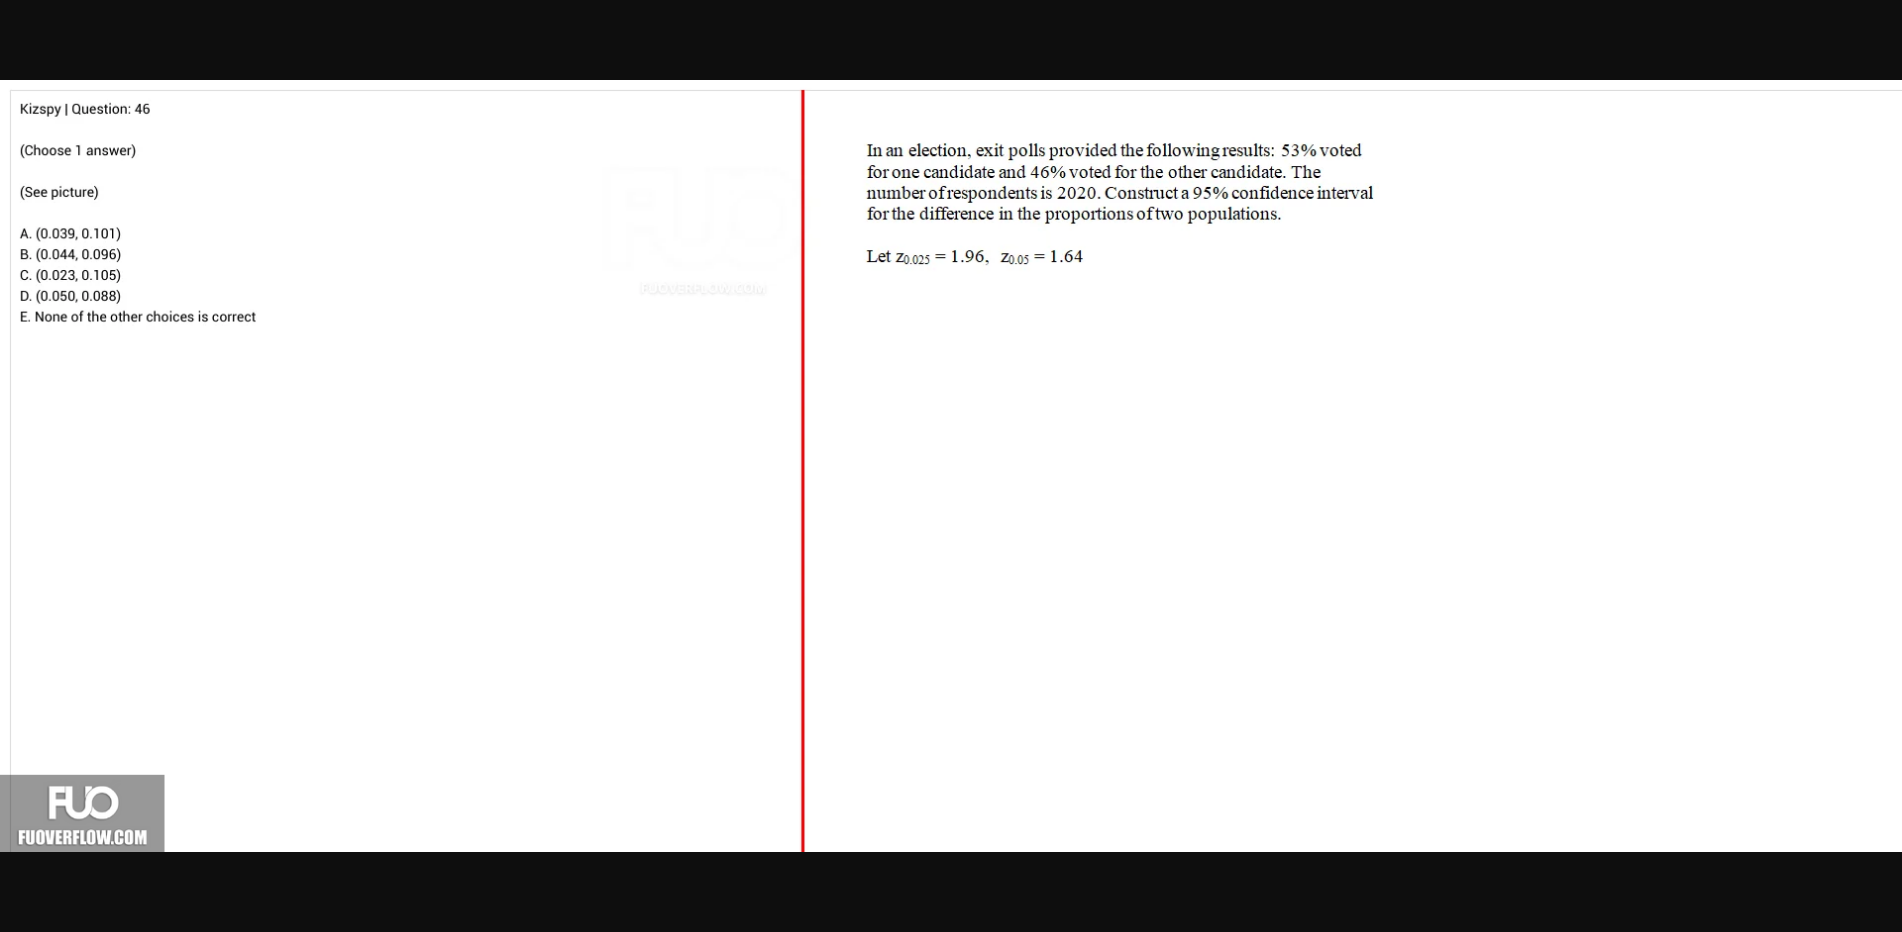 Kizspy | Question: 46
(Choose 1 answer)
(See picture)
A. (0.039, 0.101)
B. (0.044, 0.096)
C. (0.023, 0.105)
D. (0.050, 0.088)
E. None of the other choices is correct
FUO
FUOVERFLOW.COM
In an election, exit polls provided the following results: 53% voted
for one candidate and 46% voted for the other candidate. The
number of respondents is 2020. Construct a 95% confidence interval
for the difference in the proportions of two populations.
Let z0.025 = 1.96, z0.05 = 1.64
FUO
FUOVERFLOW.COM